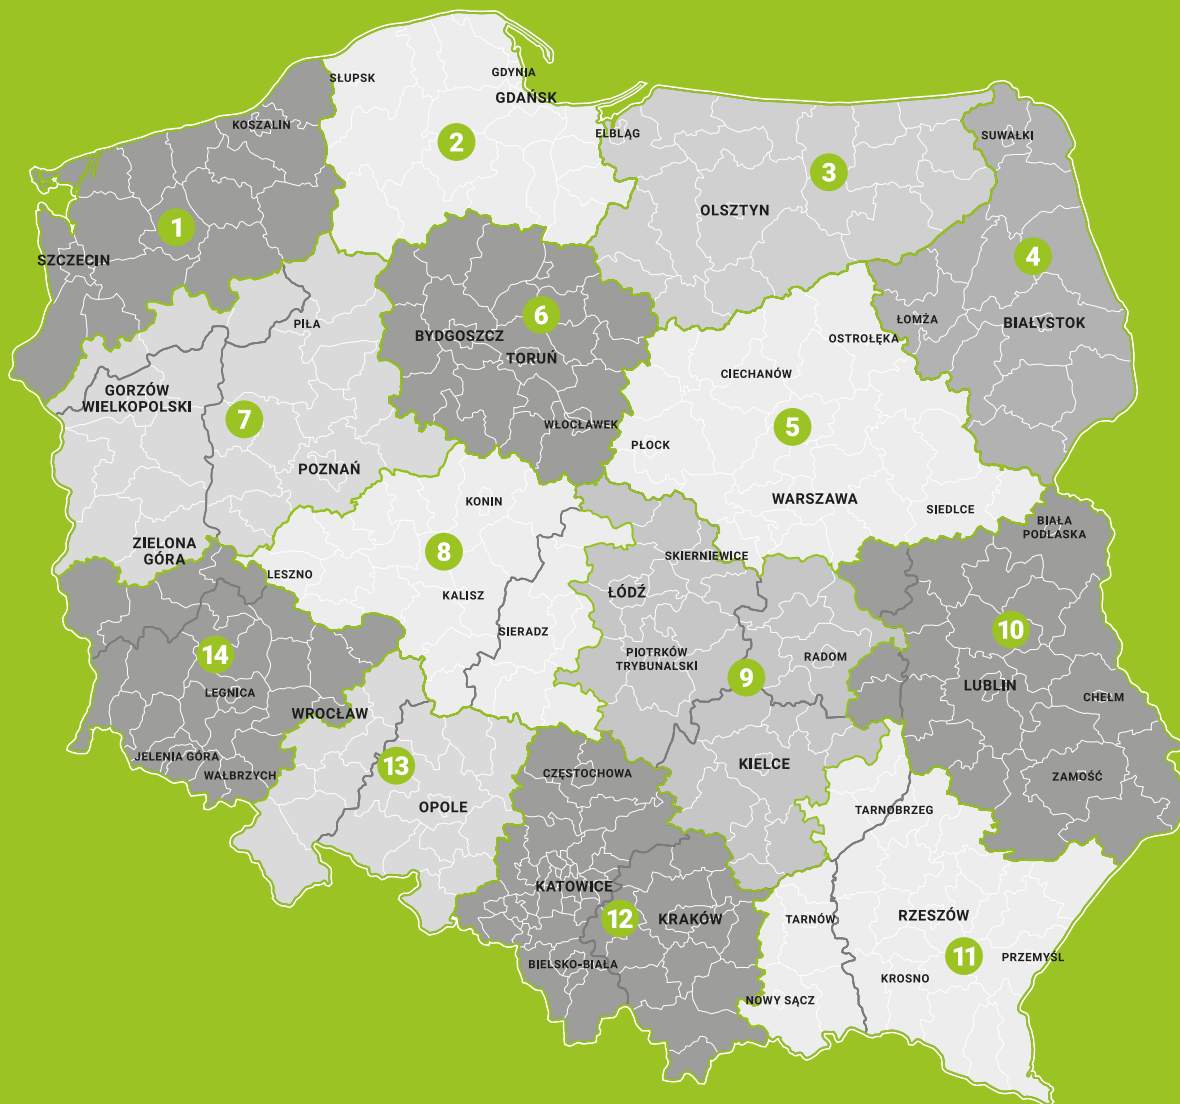 SŁUPSK
GDYNIA
GDAŃSK
KOSZALIN
2
ELBLĄG
SUWAŁKI
3
OLSZTYN
1
SZCZECIN
4
6
PIŁA
BYDGOSZCZ
TORUŃ
ŁOMŻA
BIAŁYSTOK
OSTROŁĘKA
CIECHANÓW
GORZÓW
WIELKOPOLSKI
7
WŁOCŁAWEK
5
PŁOCK
POZNAŃ
KONIN
WARSZAWA
SIEDLCE
BIAŁA
PODLASKA
ZIELONA
GÓRA
8
SKIERNIEWICE
LESZNO
KALISZ
ŁÓDŹ
SIERADZ
10
14
PIOTRKÓW
TRYBUNALSKI
RADOM
9
LEGNICA
LUBLIN
CHEŁM
WROCŁAW
JELENIA GÓRA
WAŁBRZYCH
13
CZĘSTOCHOWA
KIELCE
ZAMOŚĆ
OPOLE
TARNOBRZEG
KATOWICE
12
KRAKÓW
TARNÓW
RZESZÓW
11
PRZEMYŚL
BIELSKO-BIAŁA
KROSNO
NOWY SĄCZ